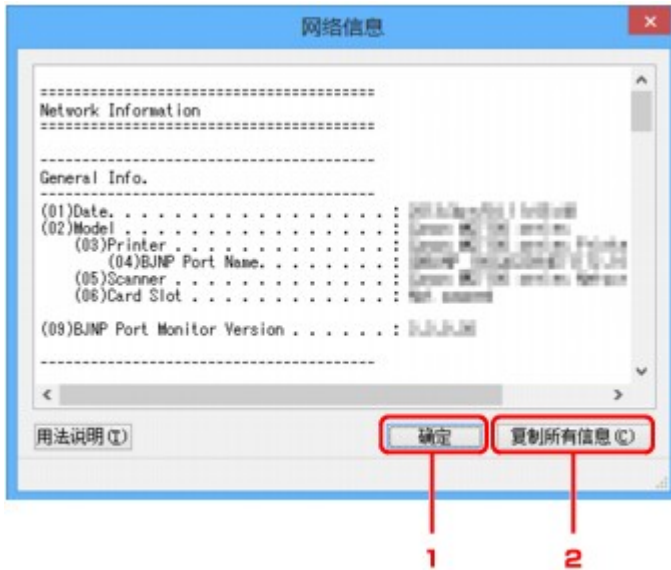 网络信息
========================================
Network Information
========================================
----------------------------------------
General Info.
----------------------------------------
(01)Date. . . . . . . . . . . . . . . . . :
(02)Model . . . . . . . . . . . . . . . . :
(03)Printer . . . . . . . . . . . . . :
(04)BJNP Port Name. . . . . . . . :
(05)Scanner . . . . . . . . . . . . . :
(06)Card Slot . . . . . . . . . . . . :
(09)BJNP Port Monitor Version . . . . . . :
----------------------------------------
用法说明(I) 确定 复制所有信息(C)
1 2